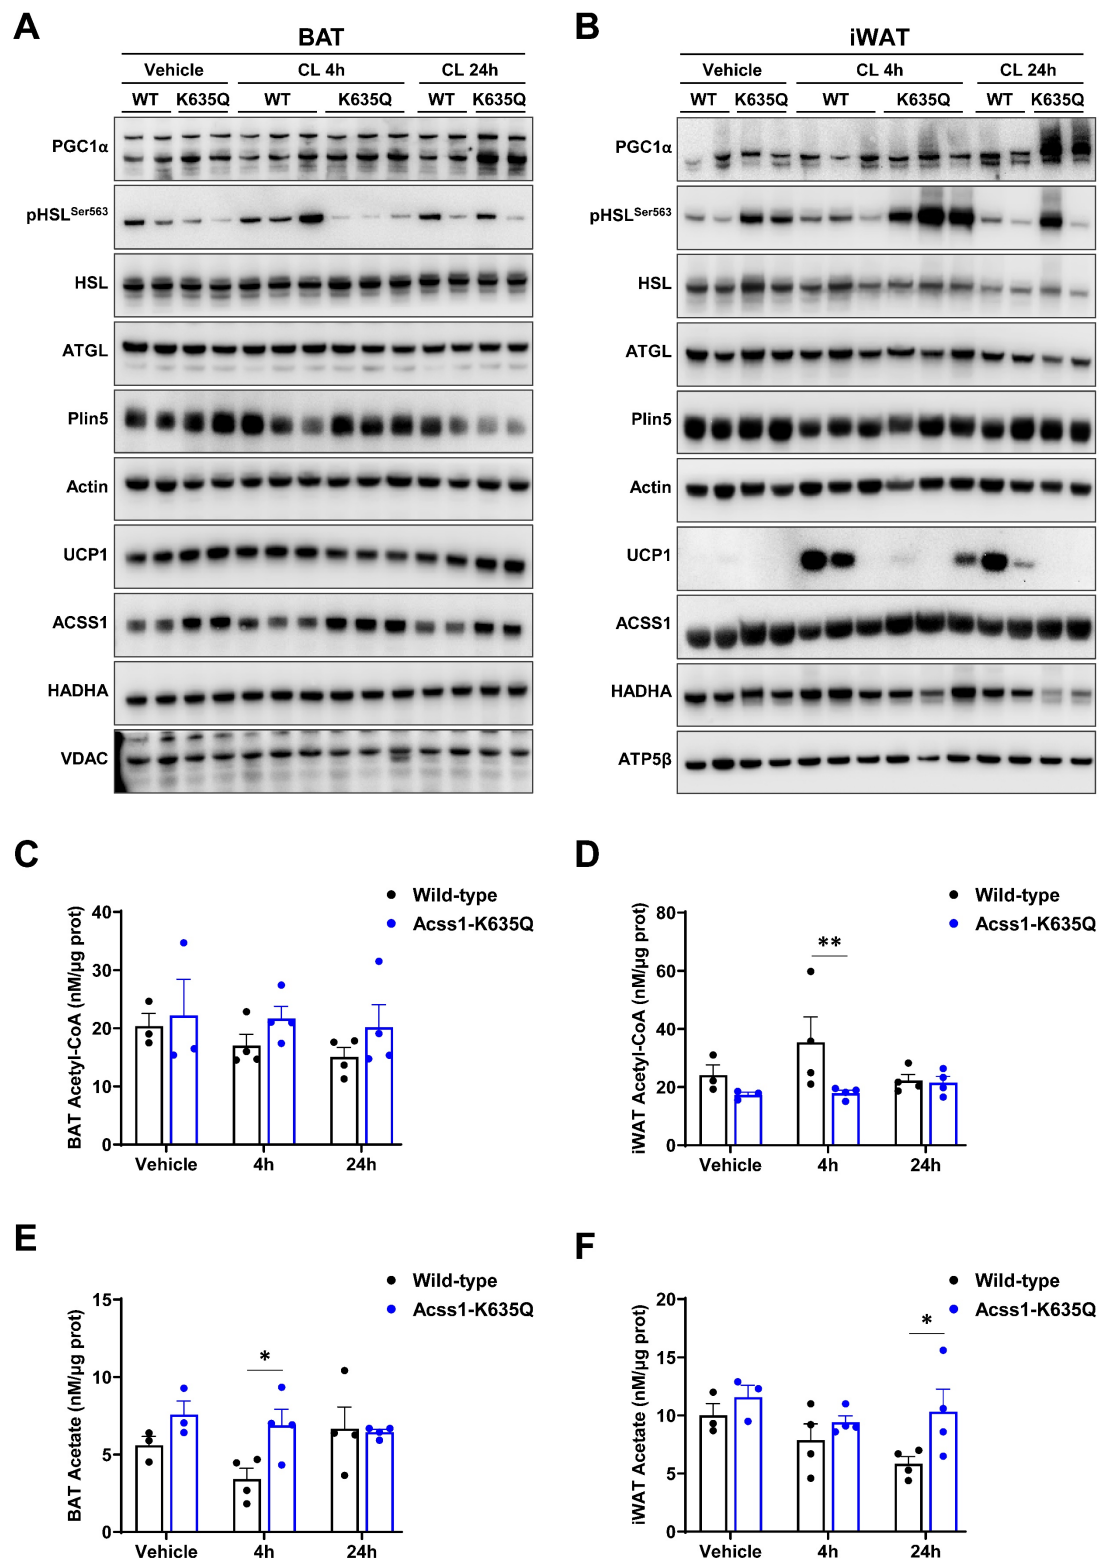 A
BAT
Vehicle CL 4h CL 24h
WT K635Q WT K635Q WT K635Q
PGC1α
pHSLSer563
HSL
ATGL
Plin5
Actin
UCP1
ACSS1
HADHA
VDAC
B
iWAT
Vehicle CL 4h CL 24h
WT K635Q WT K635Q WT K635Q
PGC1α
pHSLSer563
HSL
ATGL
Plin5
Actin
UCP1
ACSS1
HADHA
ATP5β
C
Wild-type
Acss1-K635Q
BAT Acetyl-CoA (nM/µg prot)
40
30
20
10
0
Vehicle 4h 24h
D
Wild-type
Acss1-K635Q
iWAT Acetyl-CoA (nM/µg prot)
80
60
40
20
0
**
Vehicle 4h 24h
E
Wild-type
Acss1-K635Q
BAT Acetate (nM/µg prot)
15
10
5
0
*
Vehicle 4h 24h
F
Wild-type
Acss1-K635Q
iWAT Acetate (nM/µg prot)
20
15
10
5
0
*
Vehicle 4h 24h